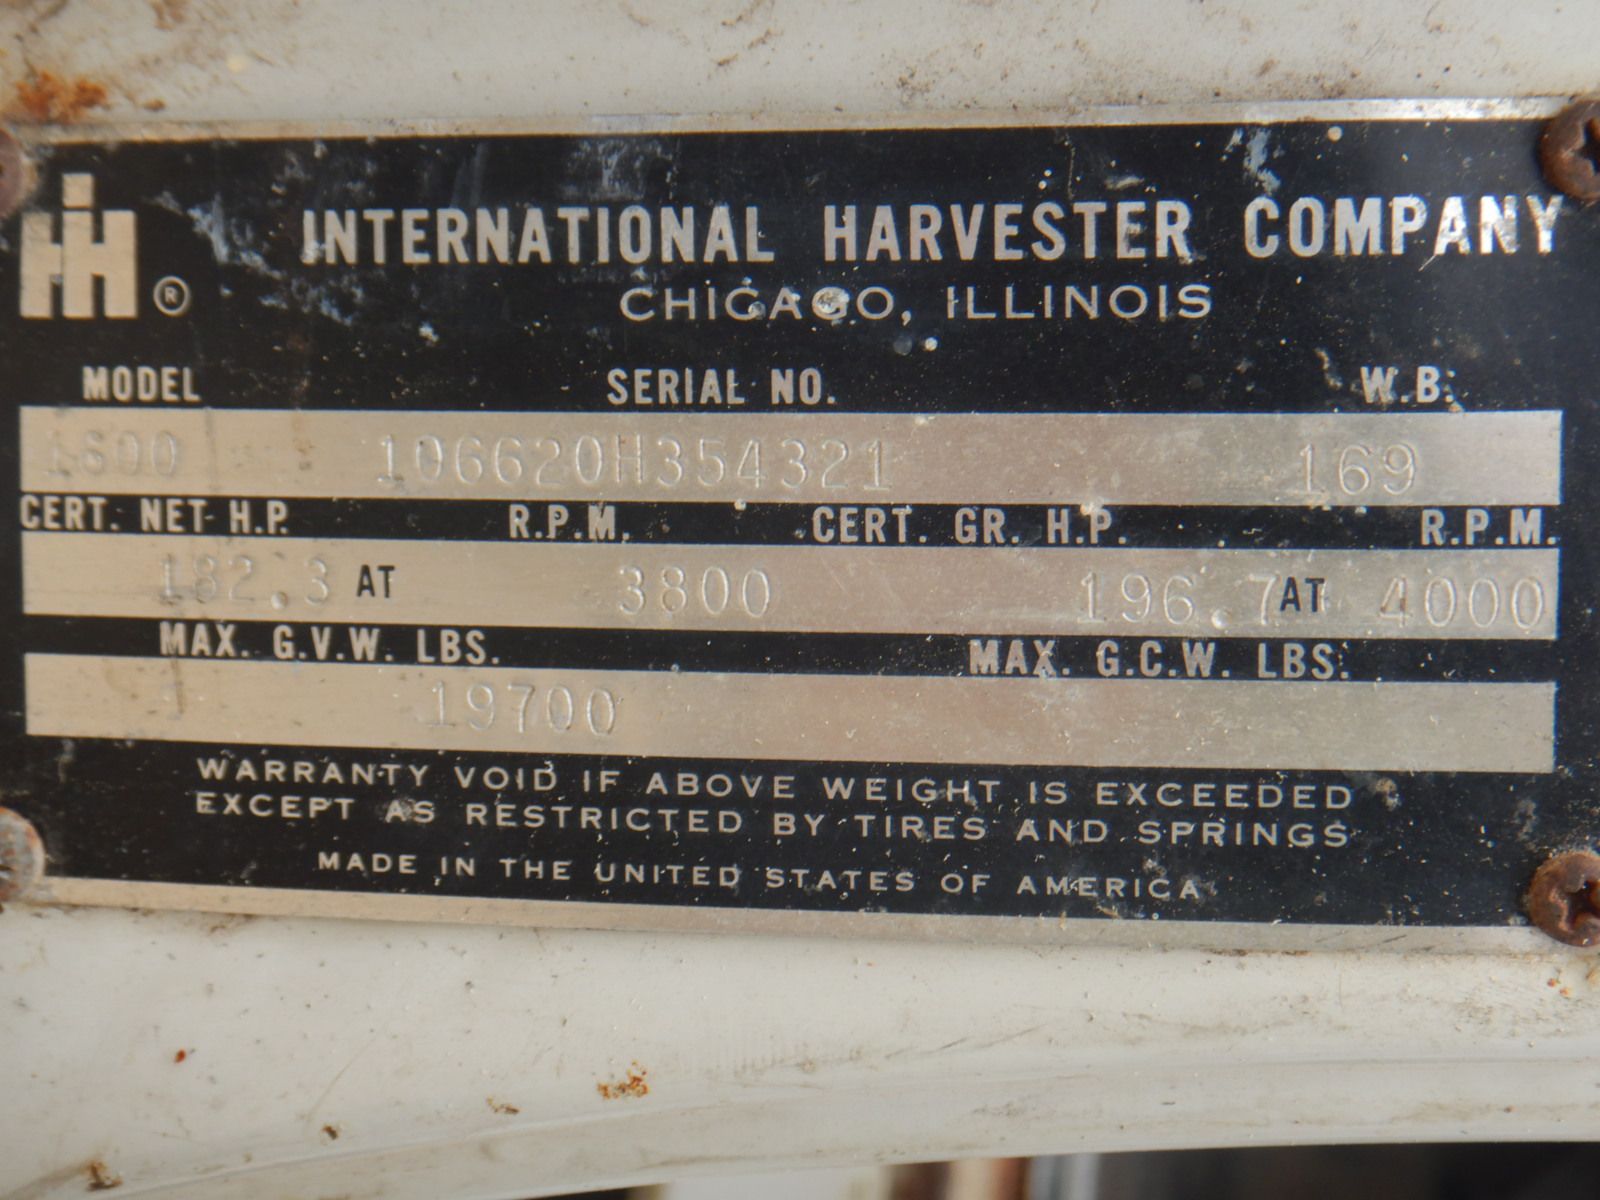 IH ®
INTERNATIONAL HARVESTER COMPANY
CHICAGO, ILLINOIS
MODEL SERIAL NO. W.B.
1600 106620H354321 169
CERT. NET H.P. R.P.M. CERT. GR. H.P. R.P.M.
182.3 AT 3800 196.7 AT 4000
MAX. G.V.W. LBS. MAX. G.C.W. LBS.
19700
WARRANTY VOID IF ABOVE WEIGHT IS EXCEEDED
EXCEPT AS RESTRICTED BY TIRES AND SPRINGS
MADE IN THE UNITED STATES OF AMERICA